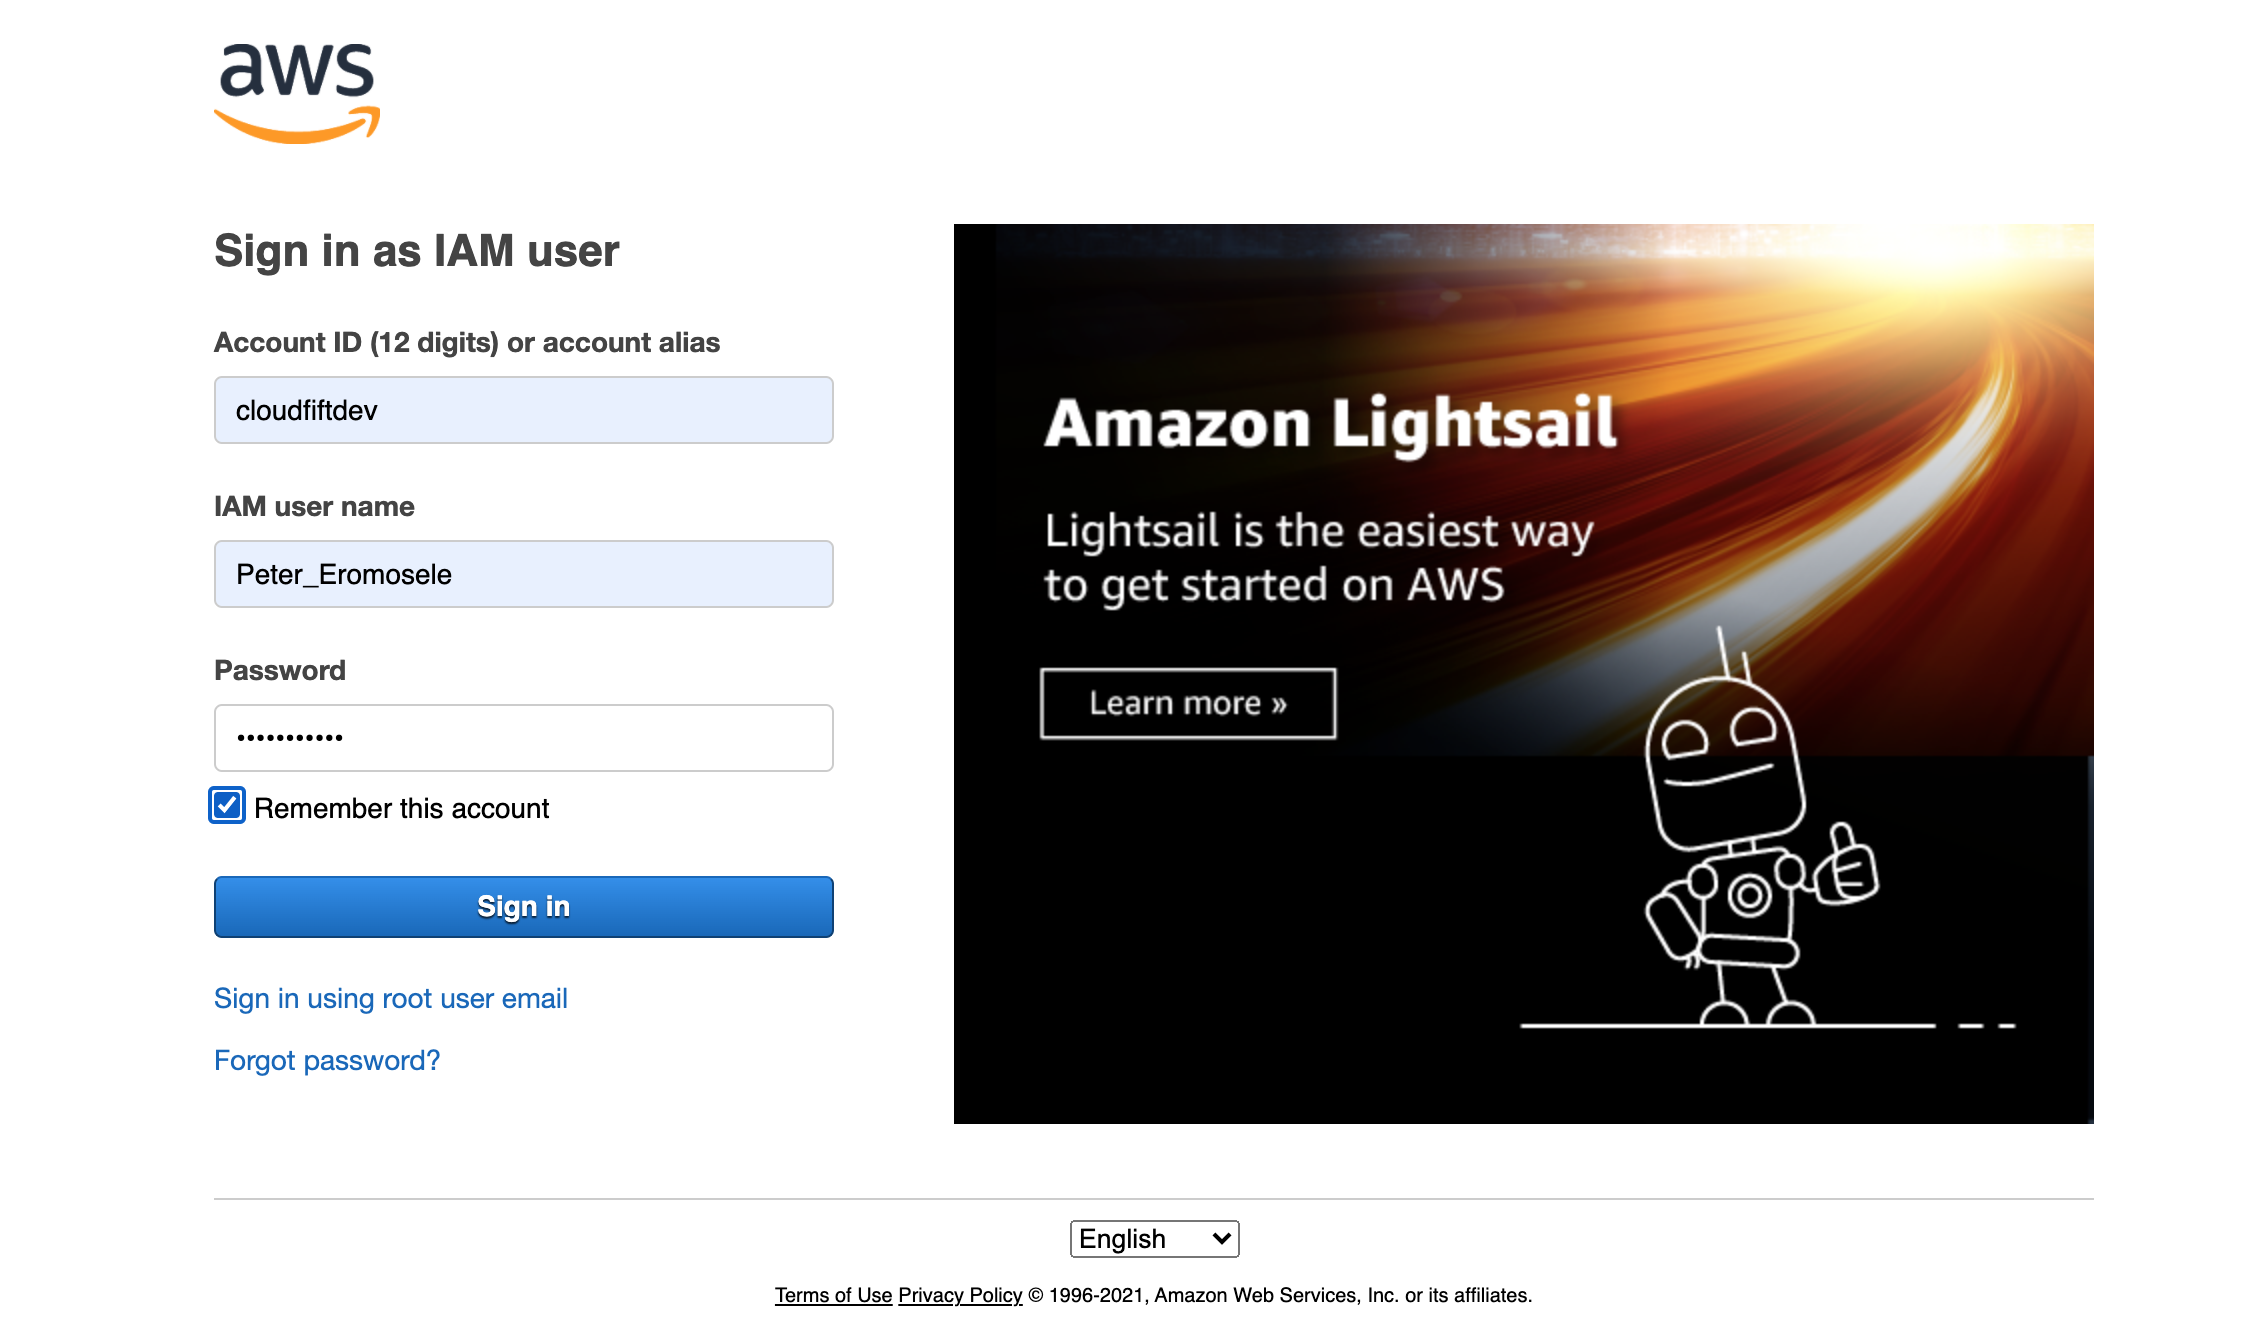 aws
Sign in as IAM user
Account ID (12 digits) or account alias
cloudfiftdev
IAM user name
Peter_Eromosele
Password
•••••••••••
Remember this account
Sign in
Sign in using root user email
Forgot password?
Amazon Lightsail
Lightsail is the easiest way
to get started on AWS
Learn more »
English
Terms of Use Privacy Policy © 1996-2021, Amazon Web Services, Inc. or its affiliates.